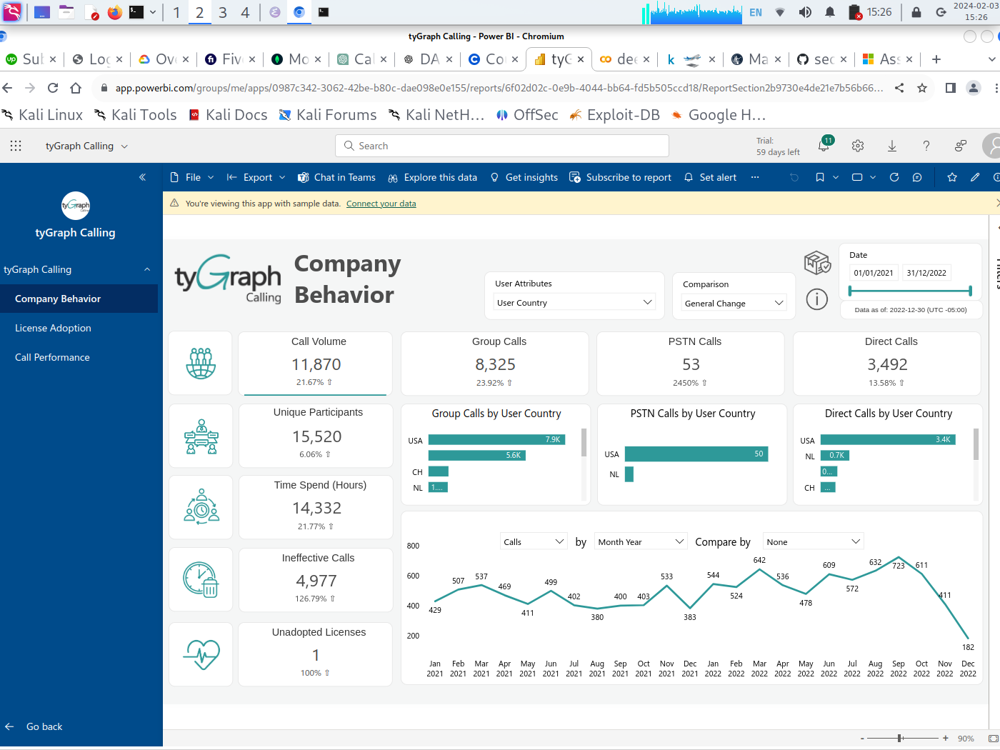 1 2 3 4
EN
15:26
2024-02-03
15:26
tyGraph Calling - Power BI - Chromium
Sub
Log
Ove
Five
Mo
Cal
DA
Co
tyG
dee
k
Ma
sec
Ass
app.powerbi.com/groups/me/apps/0987c342-3062-42be-b80c-dae098e0e155/reports/6f02d02c-0e9b-4044-bb64-fd5b505ccd18/ReportSection2b9730e4de21e7b56b66...
Kali Linux
Kali Tools
Kali Docs
Kali Forums
Kali NetH...
OffSec
Exploit-DB
Google H...
tyGraph Calling
Search
Trial:
59 days left
11
File
Export
Chat in Teams
Explore this data
Get insights
Subscribe to report
Set alert
You're viewing this app with sample data. Connect your data
tyGraph Calling
tyGraph Calling
tyGraph Calling
Company Behavior
License Adoption
Call Performance
Go back
tyGraph
Calling
Company
Behavior
User Attributes
User Country
Comparison
General Change
Date
01/01/2021
31/12/2022
Data as of: 2022-12-30 (UTC -05:00)
Filters
Call Volume
11,870
21.67% ⇧
Group Calls
8,325
23.92% ⇧
PSTN Calls
53
2450% ⇧
Direct Calls
3,492
13.58% ⇧
Unique Participants
15,520
6.06% ⇧
Time Spend (Hours)
14,332
21.77% ⇧
Ineffective Calls
4,977
126.79% ⇧
Unadopted Licenses
1
100% ⇧
Group Calls by User Country
USA 7.9K
5.6K
CH
NL 1....
PSTN Calls by User Country
USA 50
NL
Direct Calls by User Country
USA 3.4K
NL 0.7K
0...
CH ...
Calls by Month Year Compare by None
800
600
400
200
429
507
537
469
411
499
402
380
400
403
533
383
544
524
642
536
478
609
572
632
723
611
411
182
Jan Feb Mar Apr May Jun Jul Aug Sep Oct Nov Dec Jan Feb Mar Apr May Jun Jul Aug Sep Oct Nov Dec
2021 2021 2021 2021 2021 2021 2021 2021 2021 2021 2021 2021 2022 2022 2022 2022 2022 2022 2022 2022 2022 2022 2022 2022
- + 90%